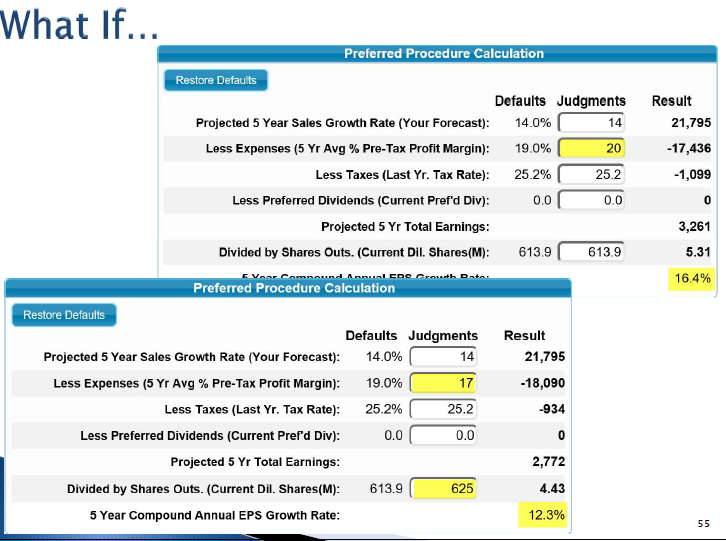 What If...
Preferred Procedure Calculation
Restore Defaults
Defaults Judgments Result
Projected 5 Year Sales Growth Rate (Your Forecast): 14.0% 14 21,795
Less Expenses (5 Yr Avg % Pre-Tax Profit Margin): 19.0% 20 -17,436
Less Taxes (Last Yr. Tax Rate): 25.2% 25.2 -1,099
Less Preferred Dividends (Current Pref'd Div): 0.0 0.0 0
Projected 5 Yr Total Earnings: 3,261
Divided by Shares Outs. (Current Dil. Shares(M): 613.9 613.9 5.31
5 Year Compound Annual EPS Growth Rate: 16.4%
Preferred Procedure Calculation
Restore Defaults
Defaults Judgments Result
Projected 5 Year Sales Growth Rate (Your Forecast): 14.0% 14 21,795
Less Expenses (5 Yr Avg % Pre-Tax Profit Margin): 19.0% 17 -18,090
Less Taxes (Last Yr. Tax Rate): 25.2% 25.2 -934
Less Preferred Dividends (Current Pref'd Div): 0.0 0.0 0
Projected 5 Yr Total Earnings: 2,772
Divided by Shares Outs. (Current Dil. Shares(M): 613.9 625 4.43
5 Year Compound Annual EPS Growth Rate: 12.3%
55